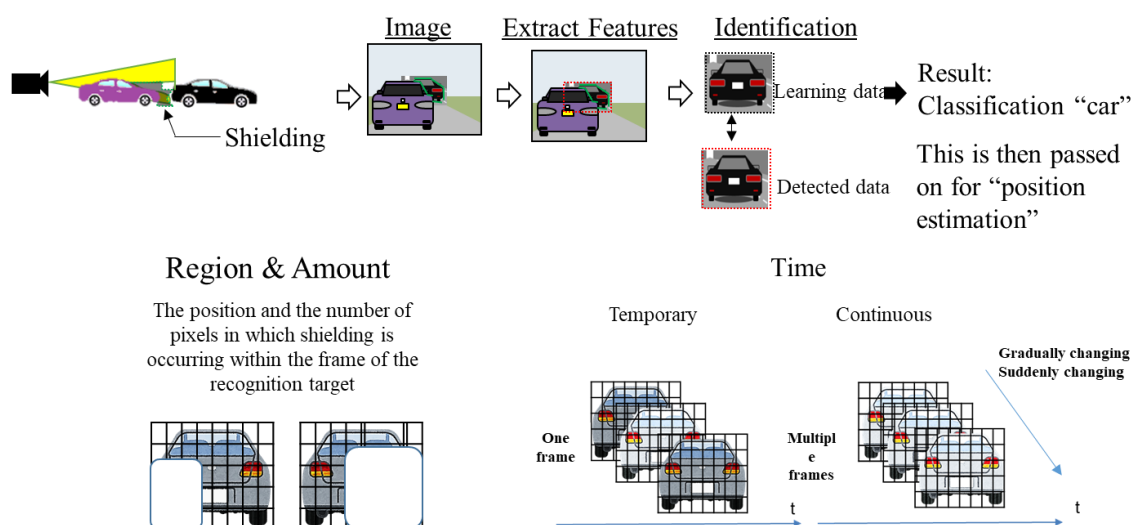 Image
Extract Features
Identification
Shielding
Learning data
Detected data
Result:
Classification “car”
This is then passed
on for “position
estimation”
Region & Amount
The position and the number of
pixels in which shielding is
occurring within the frame of the
recognition target
Time
Temporary
Continuous
Gradually changing
Suddenly changing
One
frame
Multipl
e
frames
t
t